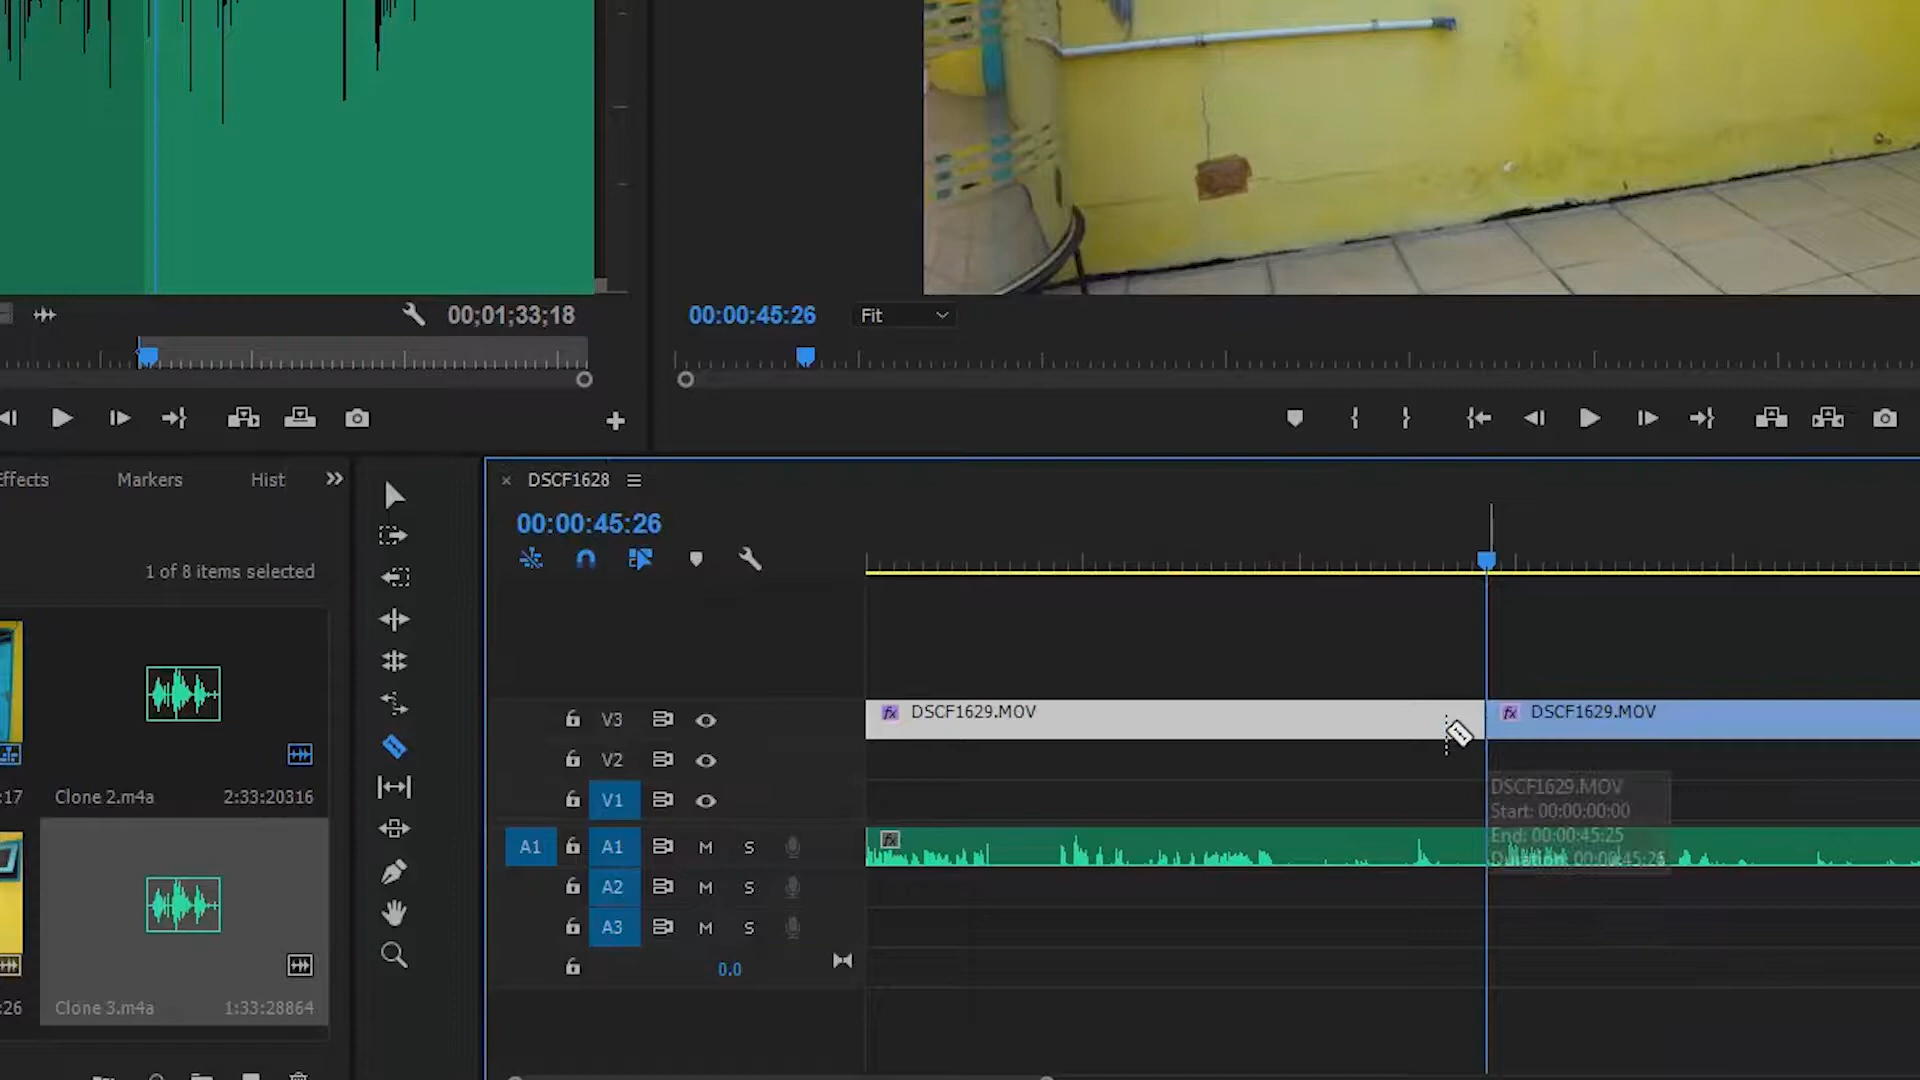 00;01;33;18
00:00:45:26
Fit
Effects
Markers
Hist
DSCF1628
00:00:45:26
1 of 8 items selected
V3
DSCF1629.MOV
DSCF1629.MOV
V2
:17
Clone 2.m4a
2:33:20316
V1
DSCF1629.MOV
Start: 00:00:00:00
End: 00:00:45:25
Duration: 00:00:45:26
A1
A1
M
S
A2
M
S
A3
M
S
0.0
:26
Clone 3.m4a
1:33:28864
fx
fx
fx